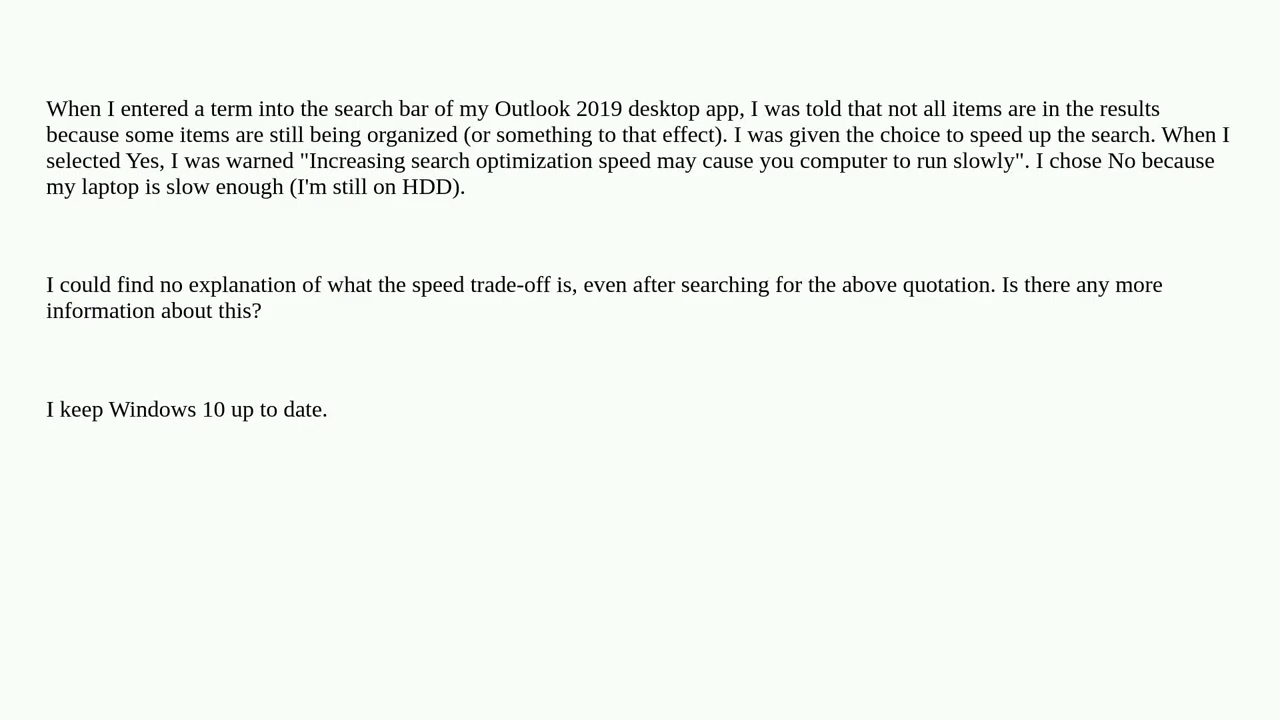 When I entered a term into the search bar of my Outlook 2019 desktop app, I was told that not all items are in the results
because some items are still being organized (or something to that effect). I was given the choice to speed up the search. When I
selected Yes, I was warned "Increasing search optimization speed may cause you computer to run slowly". I chose No because
my laptop is slow enough (I'm still on HDD).
I could find no explanation of what the speed trade-off is, even after searching for the above quotation. Is there any more
information about this?
I keep Windows 10 up to date.